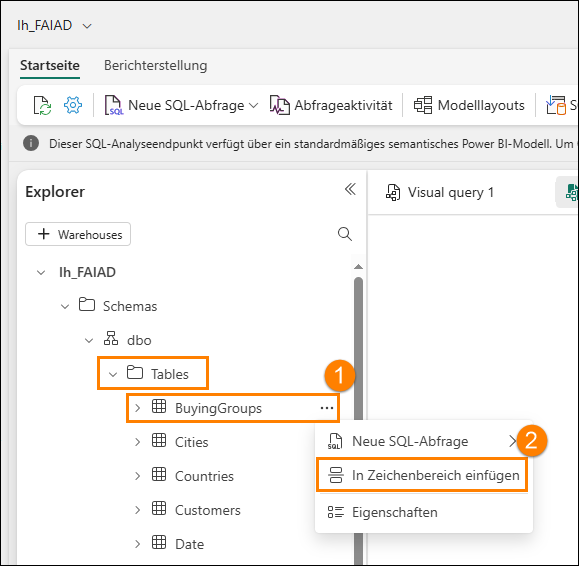 lh_FAIAD
Startseite Berichterstellung
SQL Neue SQL-Abfrage Abfrageaktivität Modelllayouts
Dieser SQL-Analyseendpunkt verfügt über ein standardmäßiges semantisches Power BI-Modell. Um
Explorer
Visual query 1
+ Warehouses
lh_FAIAD
Schemas
dbo
Tables
1
BuyingGroups ...
Cities
SQL Neue SQL-Abfrage 2
Countries
In Zeichenbereich einfügen
Customers
Eigenschaften
Date